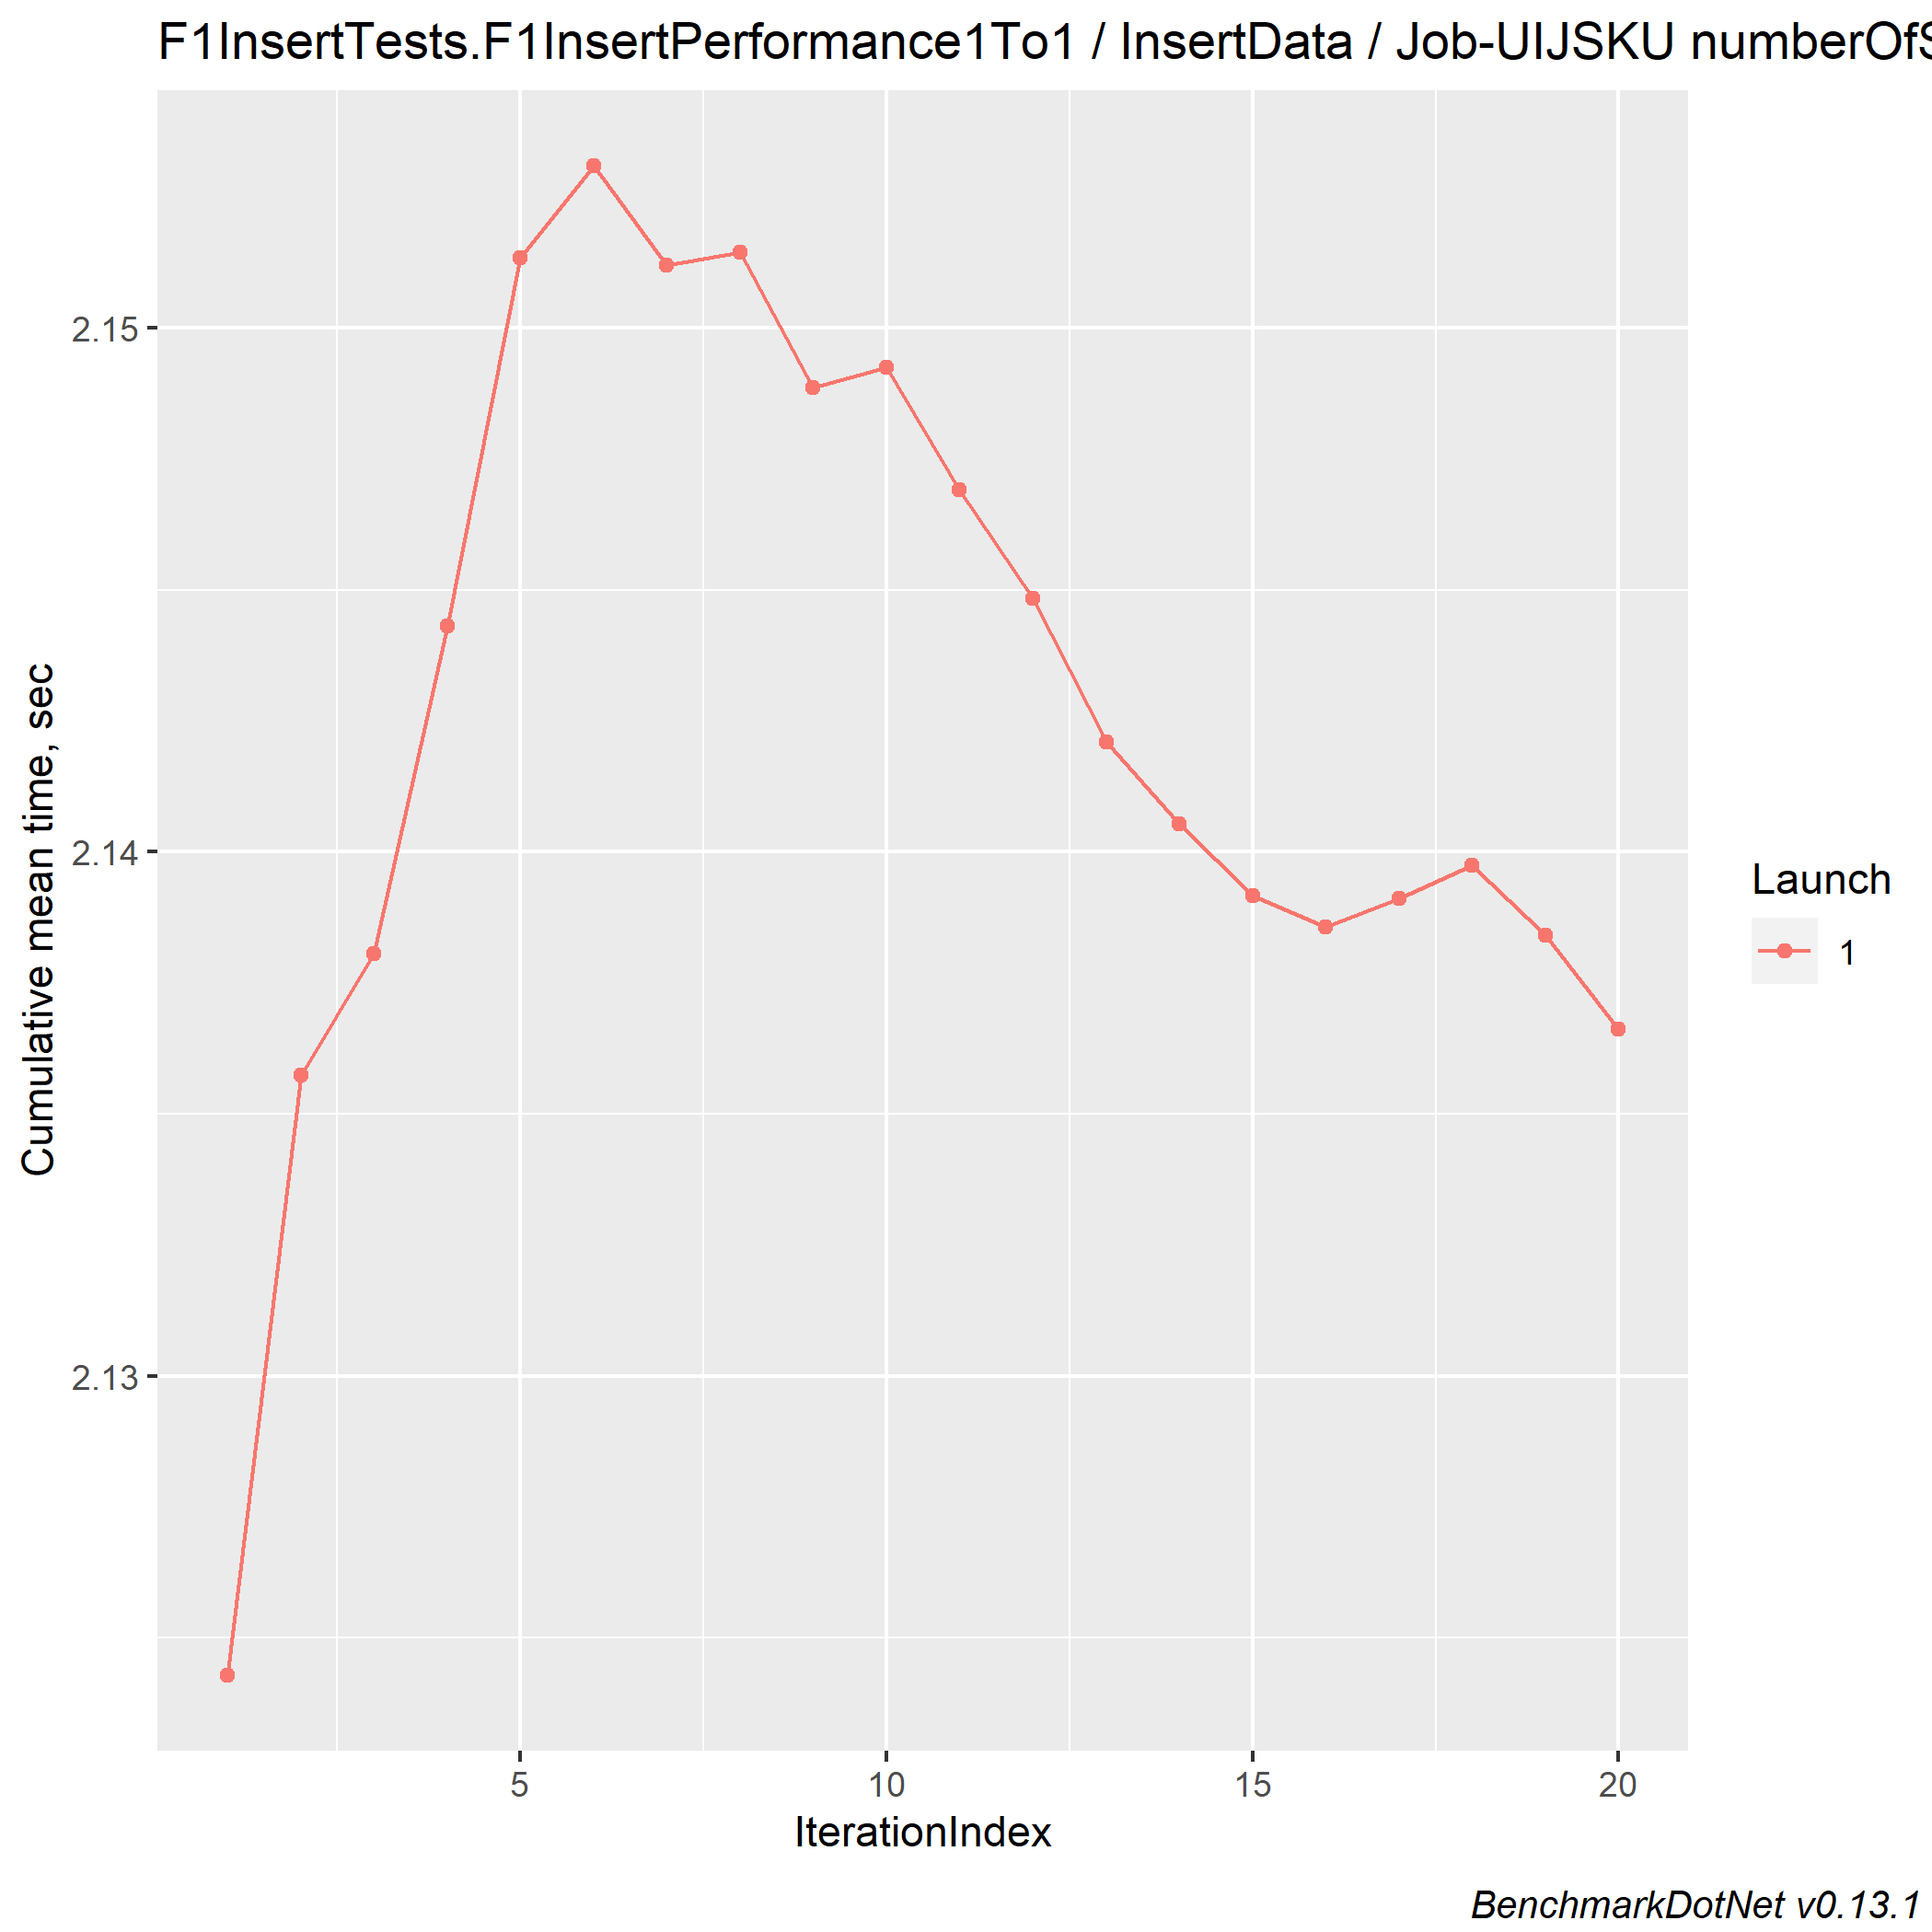 F1InsertTests.F1InsertPerformance1To1 / InsertData / Job-UIJSKU
Cumulative mean time, sec
2.15
2.14
2.13
5 10 15 20
IterationIndex
Launch
1
BenchmarkDotNet v0.13.1